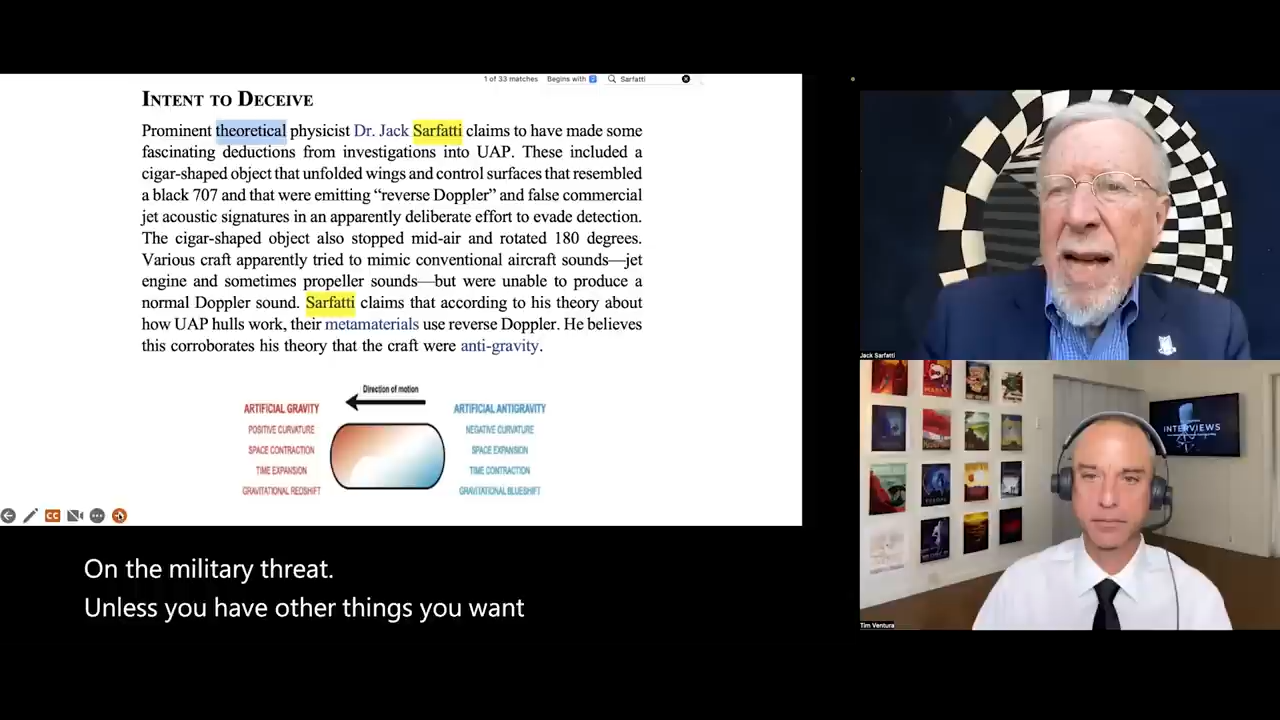 1 of 33 matches Begins with Sarfatti
INTENT TO DECEIVE
Prominent theoretical physicist Dr. Jack Sarfatti claims to have made some
fascinating deductions from investigations into UAP. These included a
cigar-shaped object that unfolded wings and control surfaces that resembled
a black 707 and that were emitting “reverse Doppler” and false commercial
jet acoustic signatures in an apparently deliberate effort to evade detection.
The cigar-shaped object also stopped mid-air and rotated 180 degrees.
Various craft apparently tried to mimic conventional aircraft sounds—jet
engine and sometimes propeller sounds—but were unable to produce a
normal Doppler sound. Sarfatti claims that according to his theory about
how UAP hulls work, their metamaterials use reverse Doppler. He believes
this corroborates his theory that the craft were anti-gravity.
Direction of motion
ARTIFICIAL GRAVITY
POSITIVE CURVATURE
SPACE CONTRACTION
TIME EXPANSION
GRAVITATIONAL REDSHIFT
ARTIFICIAL ANTIGRAVITY
NEGATIVE CURVATURE
SPACE EXPANSION
TIME CONTRACTION
GRAVITATIONAL BLUESHIFT
CC
On the military threat.
Unless you have other things you want
Jack Sarfatti
INTERVIEWS
Tim Ventura